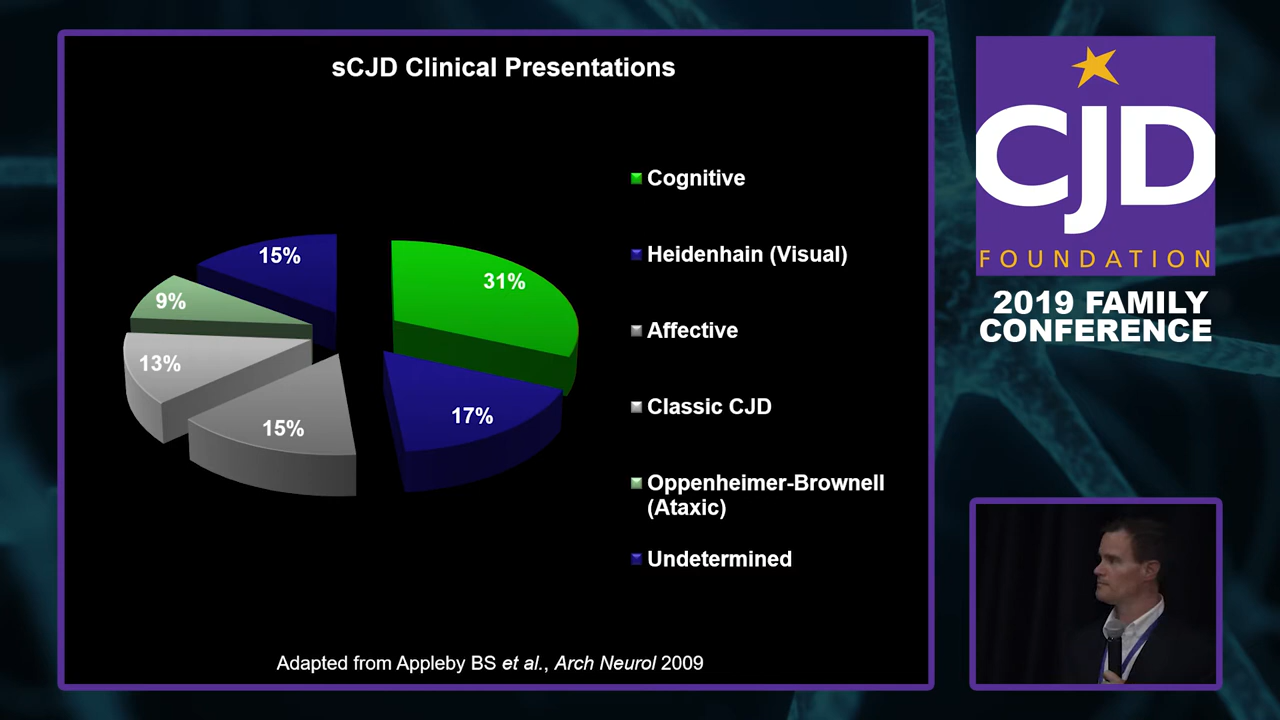 sCJD Clinical Presentations
15%
31%
9%
13%
15%
17%
Cognitive
Heidenhain (Visual)
Affective
Classic CJD
Oppenheimer-Brownell
(Ataxic)
Undetermined
Adapted from Appleby BS et al., Arch Neurol 2009
CJD
FOUNDATION
2019 FAMILY
CONFERENCE